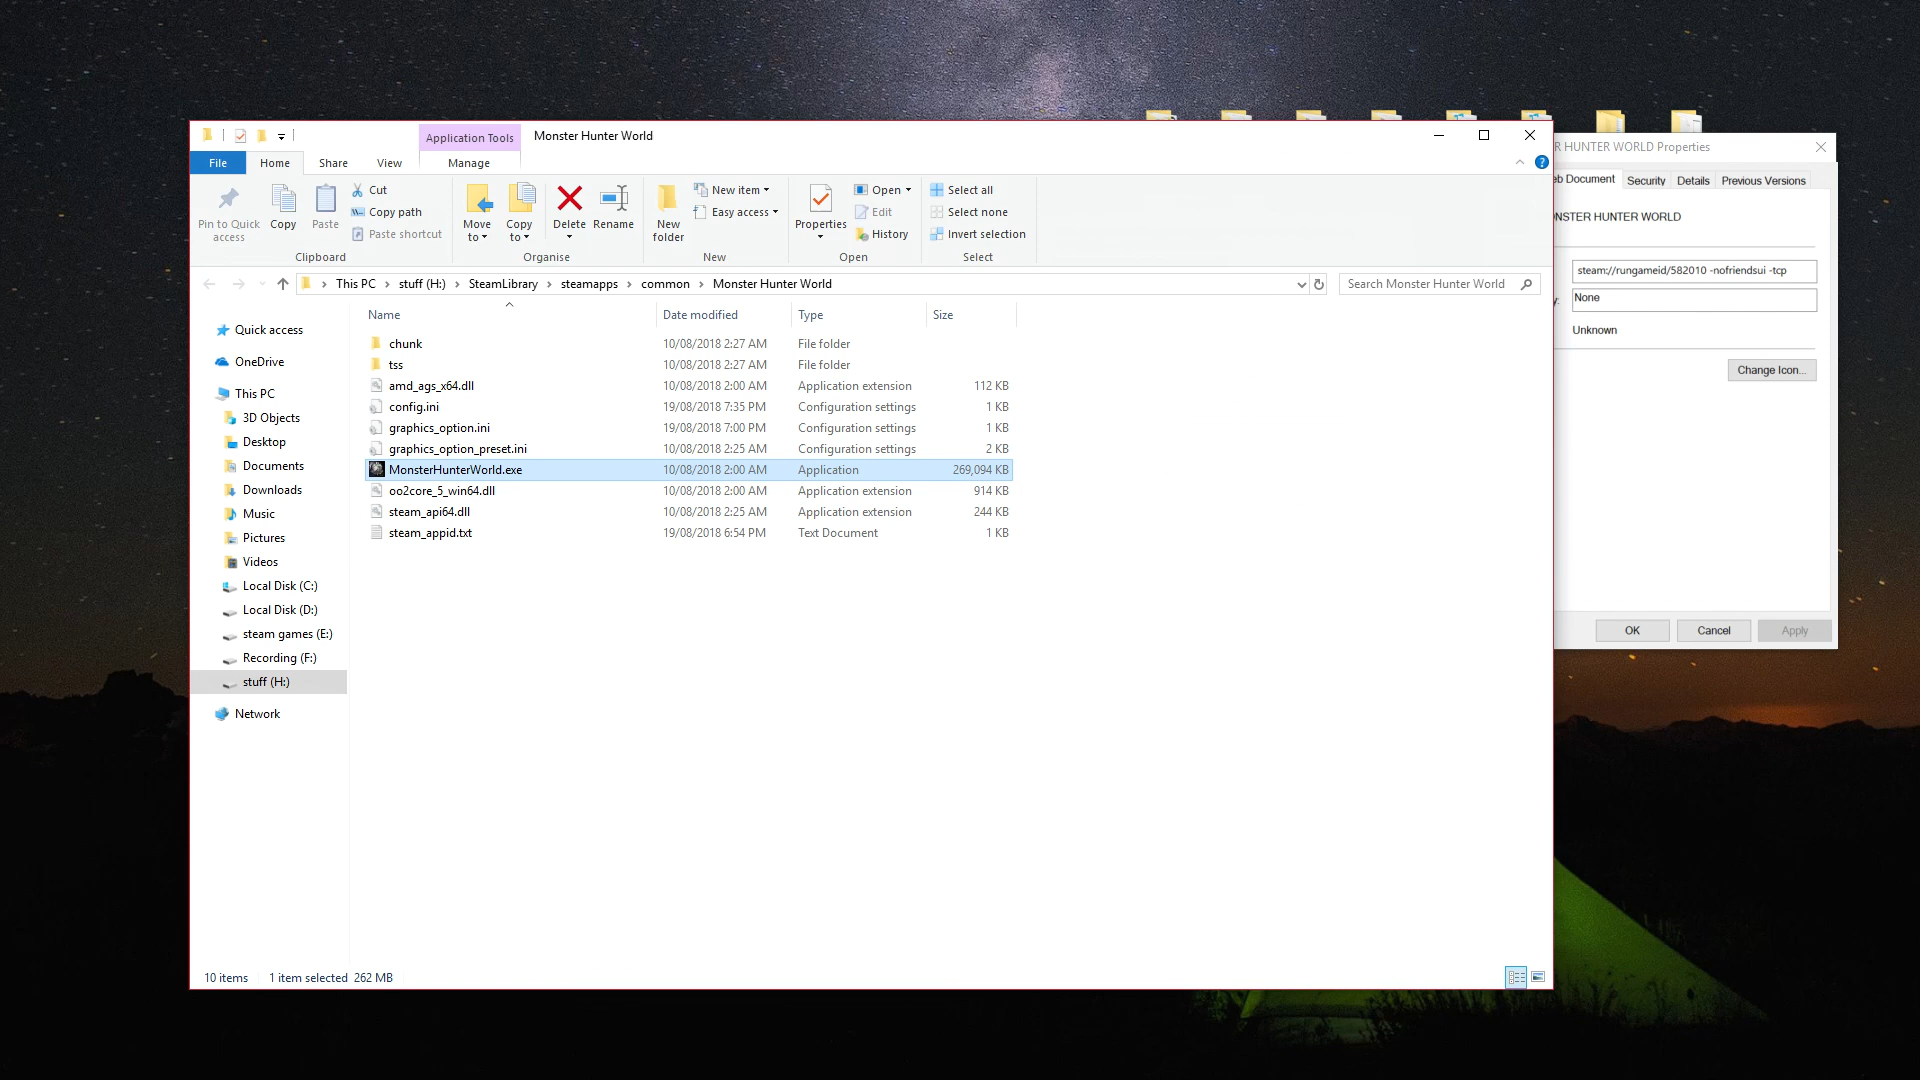 Application Tools
Monster Hunter World
File
Home
Share
View
Manage
Pin to Quick access
Copy
Paste
Cut
Copy path
Paste shortcut
Clipboard
Move to
Copy to
Delete
Rename
Organise
New folder
New item
Easy access
New
Properties
Open
Edit
History
Open
Select all
Select none
Invert selection
Select
This PC
stuff (H:)
SteamLibrary
steamapps
common
Monster Hunter World
Search Monster Hunter World
Quick access
OneDrive
This PC
3D Objects
Desktop
Documents
Downloads
Music
Pictures
Videos
Local Disk (C:)
Local Disk (D:)
steam games (E:)
Recording (F:)
stuff (H:)
Network
Name Date modified Type Size
chunk 10/08/2018 2:27 AM File folder
tss 10/08/2018 2:27 AM File folder
amd_ags_x64.dll 10/08/2018 2:00 AM Application extension 112 KB
config.ini 19/08/2018 7:35 PM Configuration settings 1 KB
graphics_option.ini 19/08/2018 7:00 PM Configuration settings 1 KB
graphics_option_preset.ini 10/08/2018 2:25 AM Configuration settings 2 KB
MonsterHunterWorld.exe 10/08/2018 2:00 AM Application 269,094 KB
oo2core_5_win64.dll 10/08/2018 2:00 AM Application extension 914 KB
steam_api64.dll 10/08/2018 2:25 AM Application extension 244 KB
steam_appid.txt 19/08/2018 6:54 PM Text Document 1 KB
10 items 1 item selected 262 MB
R HUNTER WORLD Properties
eb Document Security Details Previous Versions
ONSTER HUNTER WORLD
steam://rungameid/582010 -nofriendsui -tcp
y: None
Unknown
Change Icon...
OK Cancel Apply